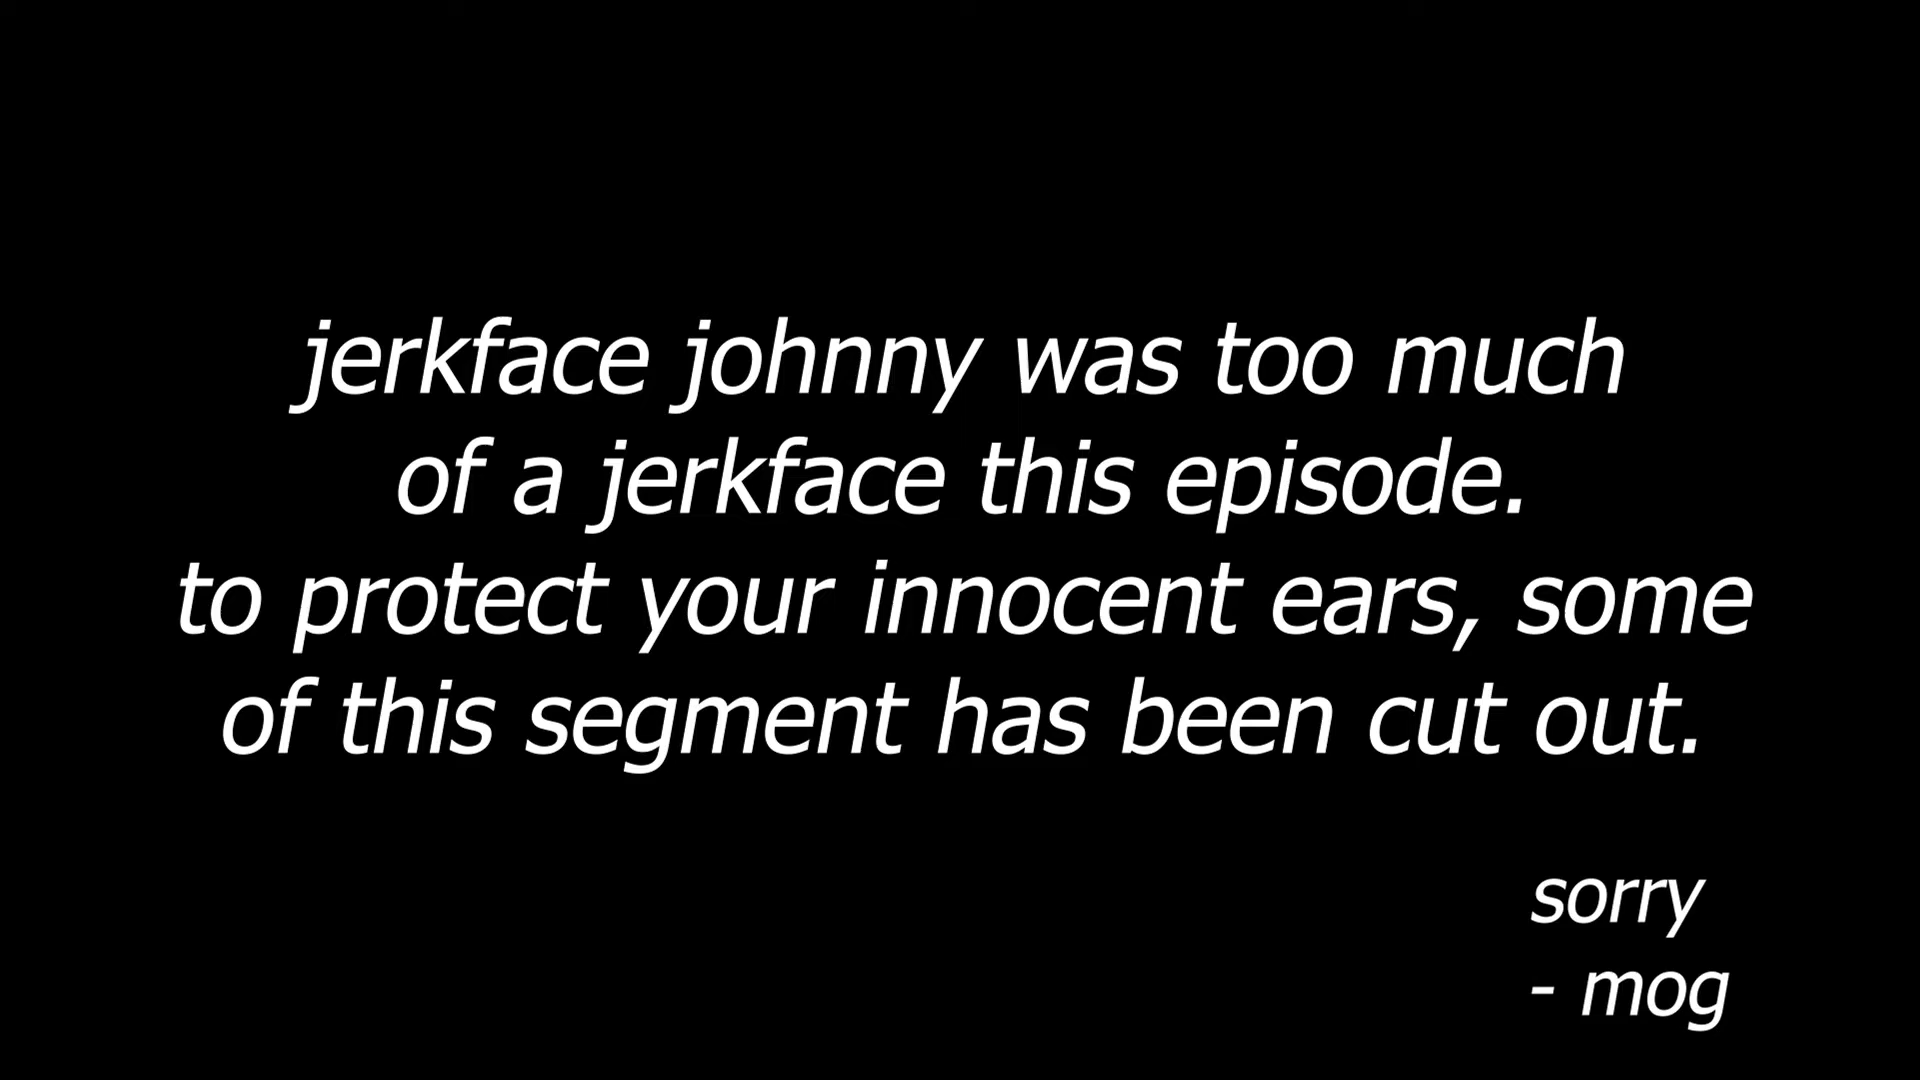 jerkface johnny was too much
of a jerkface this episode.
to protect your innocent ears, some
of this segment has been cut out.
sorry
- mog